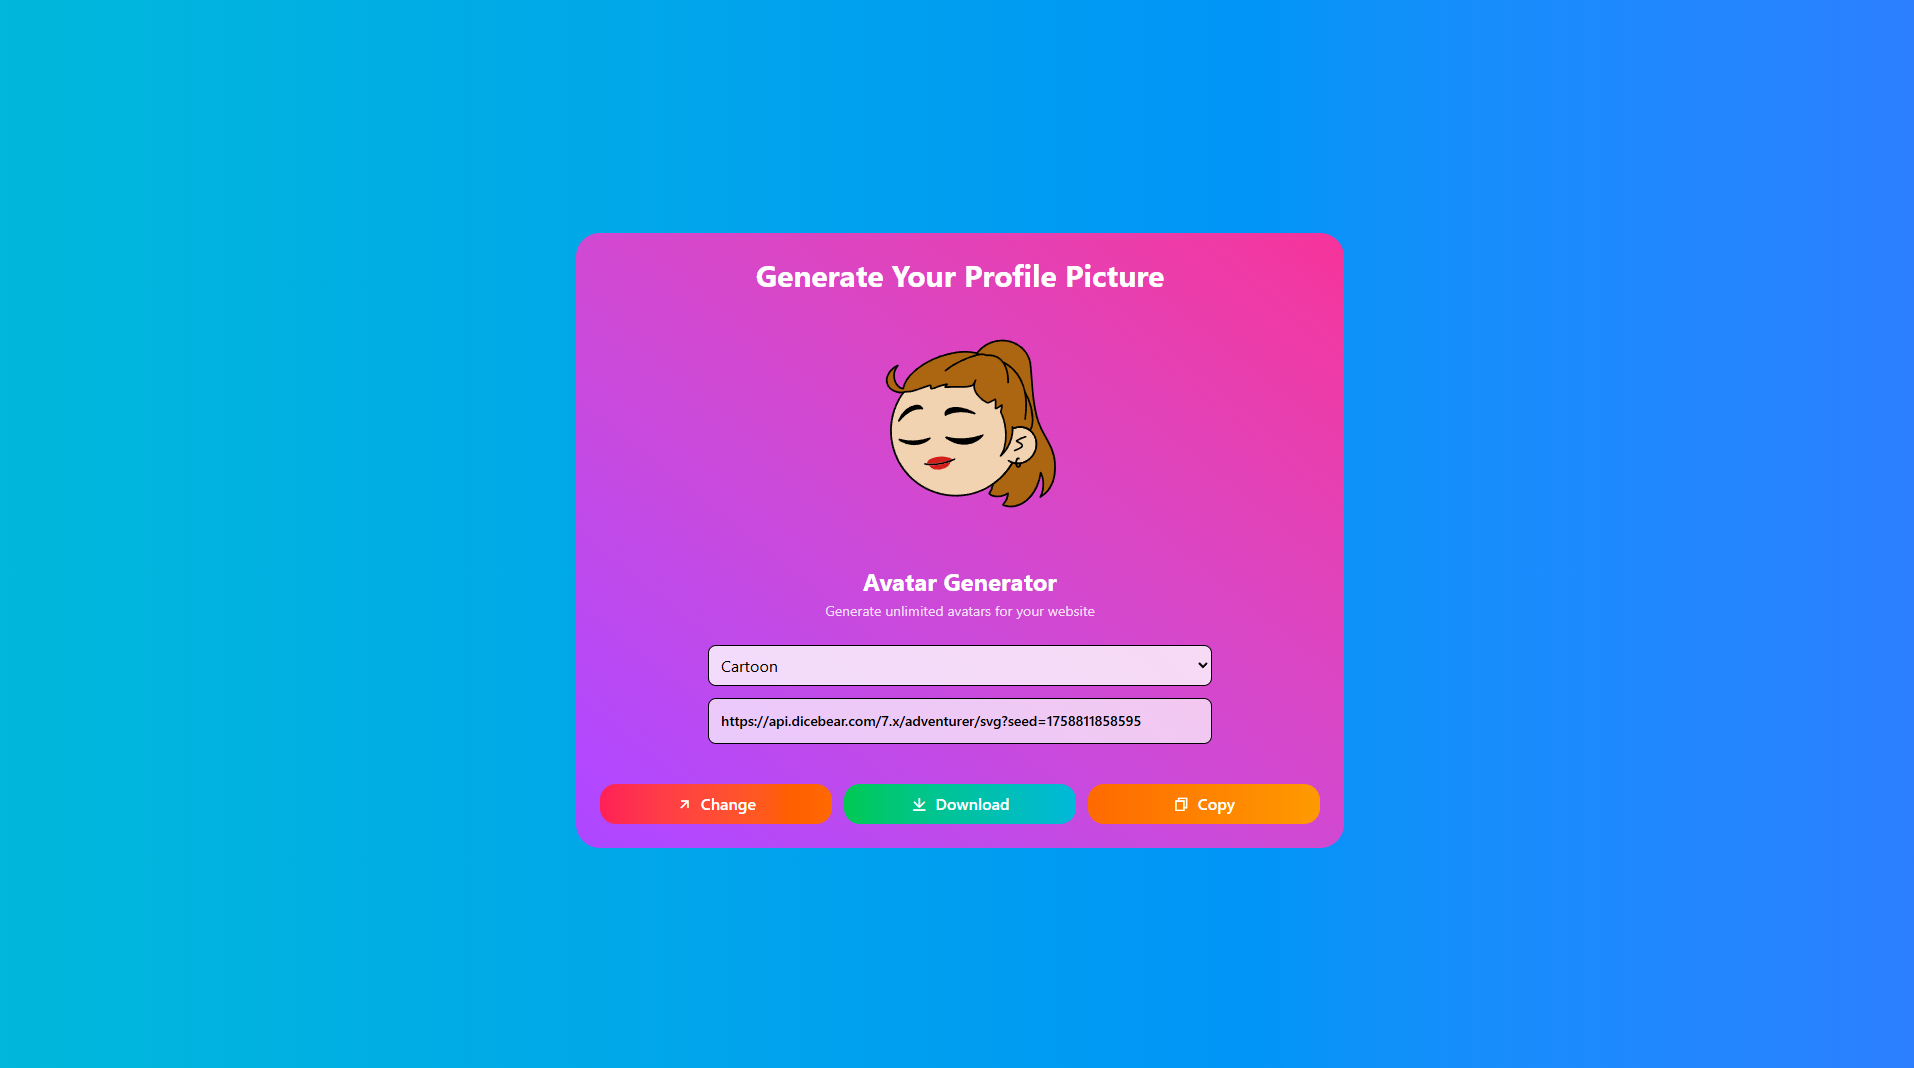 Generate Your Profile Picture
Avatar Generator
Generate unlimited avatars for your website
Cartoon
https://api.dicebear.com/7.x/adventurer/svg?seed=1758811858595
Change Download Copy